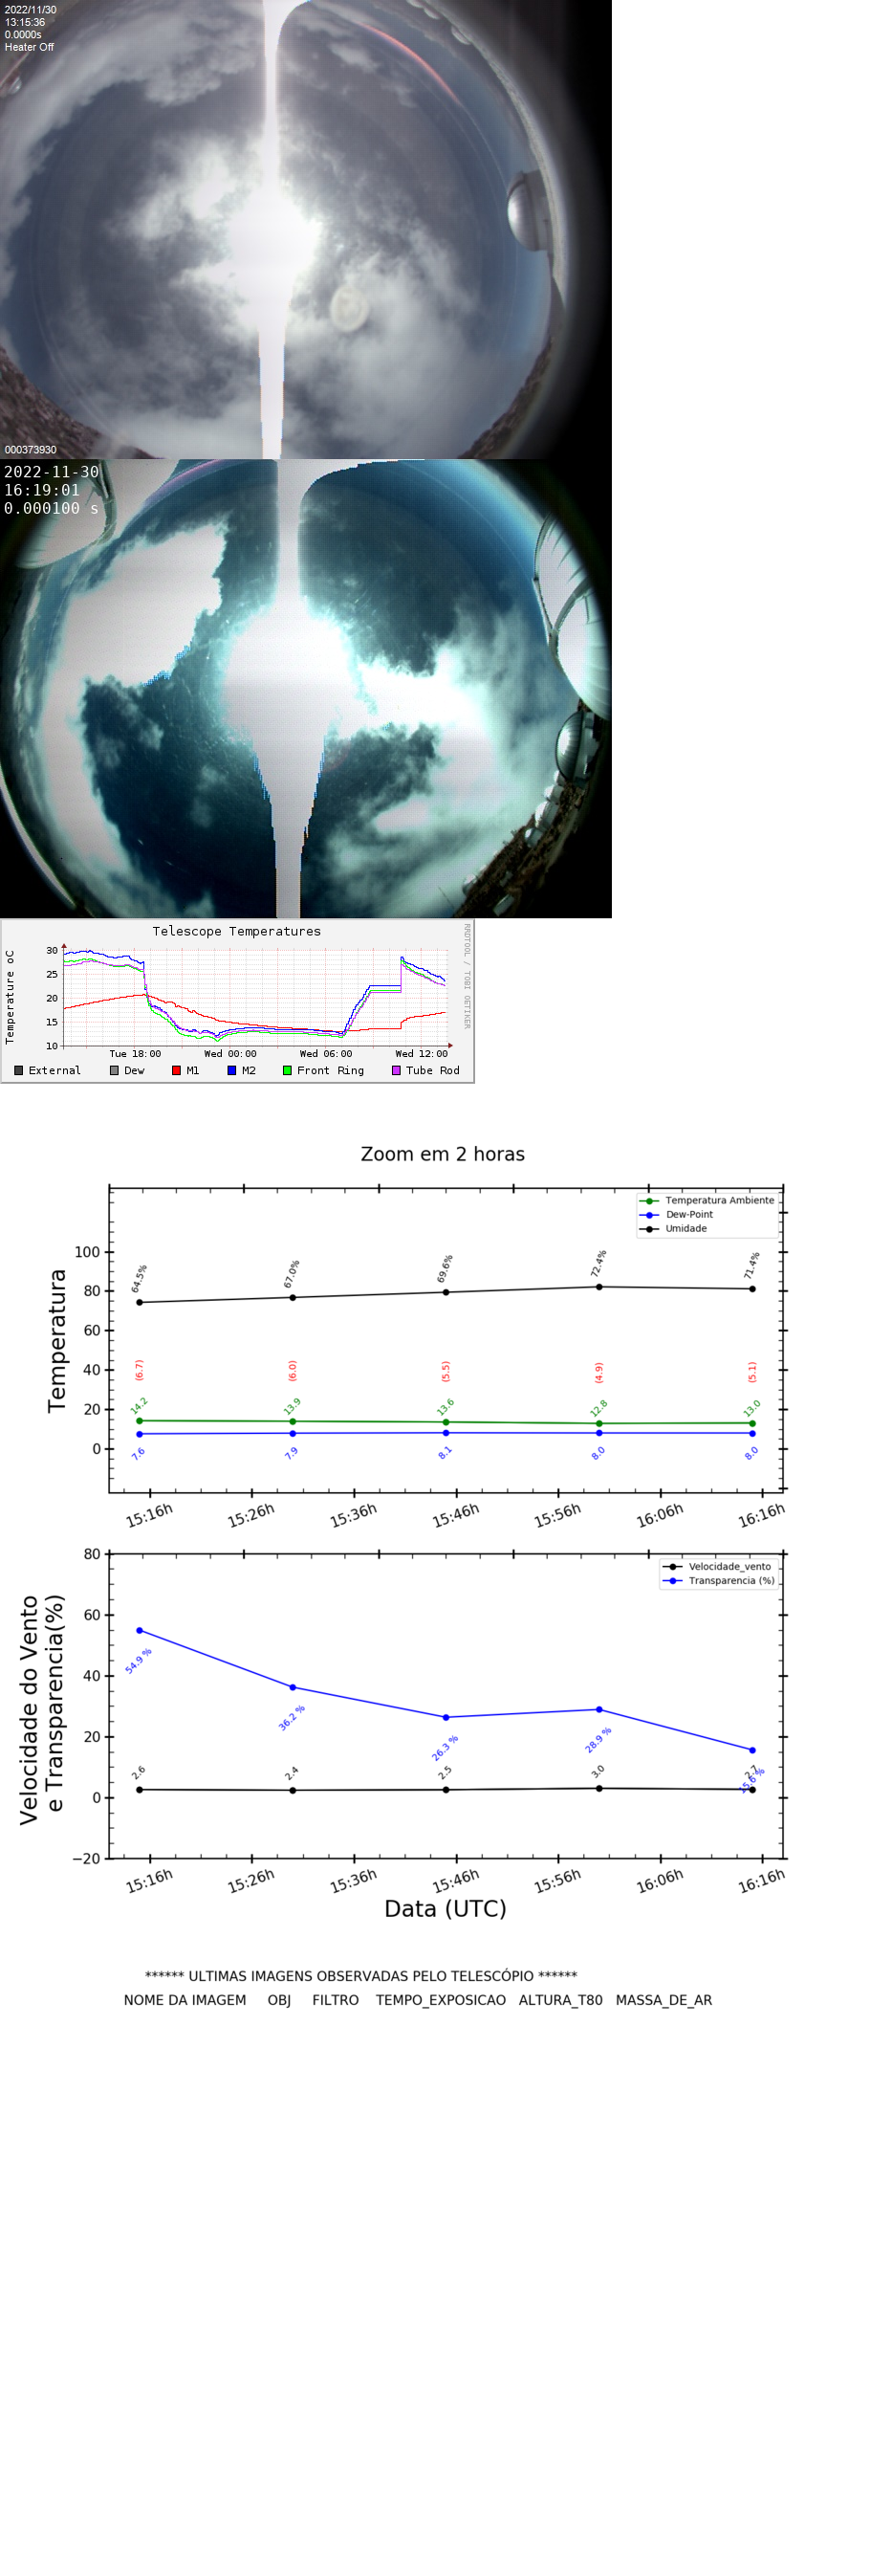 2022/11/30
13:15:36
0.0000s
Heater Off
000373930
2022-11-30
16:19:01
0.000100 s
Telescope Temperatures
RRDTOOL / TOBI OETIKER
Temperature oC
30
25
20
15
10
Tue 18:00 Wed 00:00 Wed 06:00 Wed 12:00
External Dew M1 M2 Front Ring Tube Rod
Zoom em 2 horas
Temperatura Ambiente
Dew-Point
Umidade
Temperatura
100
80
60
40
20
0
64.5% 67.0% 69.6% 72.4% 71.4%
(6.7) (6.0) (5.5) (4.9) (5.1)
14.2 13.9 13.6 12.8 13.0
7.6 7.9 8.1 8.0 8.0
15:16h 15:26h 15:36h 15:46h 15:56h 16:06h 16:16h
Velocidade do Vento
e Transparencia(%)
Velocidade_vento
Transparencia (%)
80
60
40
20
0
−20
54.9 % 36.2 % 26.3 % 28.9 % 15.6 %
2.6 2.4 2.5 3.0 2.7
15:16h 15:26h 15:36h 15:46h 15:56h 16:06h 16:16h
Data (UTC)
****** ULTIMAS IMAGENS OBSERVADAS PELO TELESCÓPIO ******
NOME DA IMAGEM OBJ FILTRO TEMPO_EXPOSICAO ALTURA_T80 MASSA_DE_AR